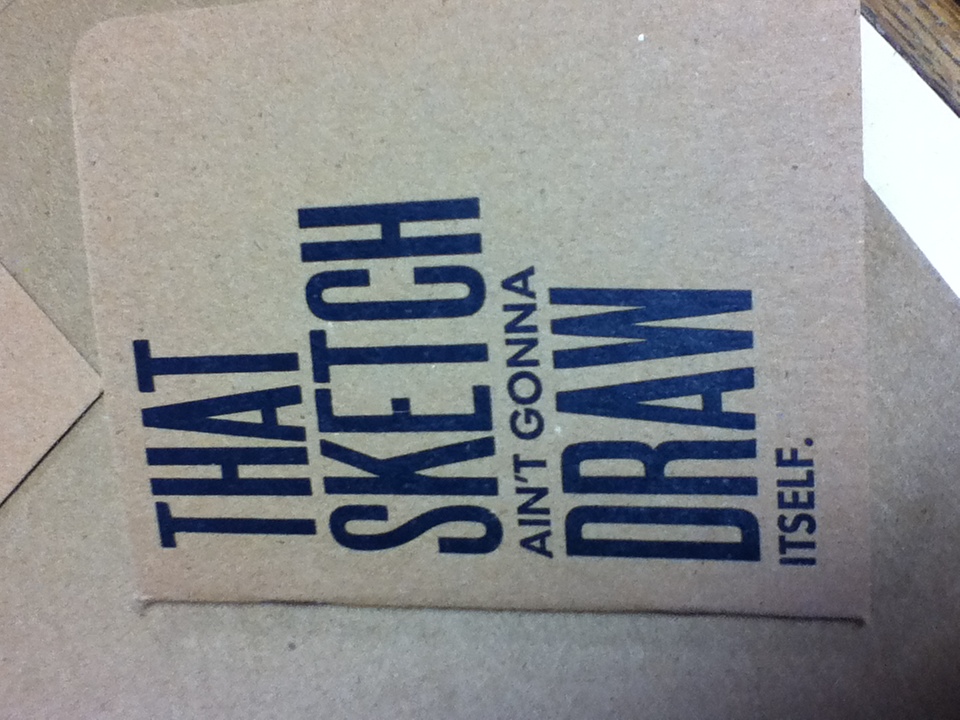 THAT
SKETCH
AIN'T GONNA
DRAW
ITSELF.